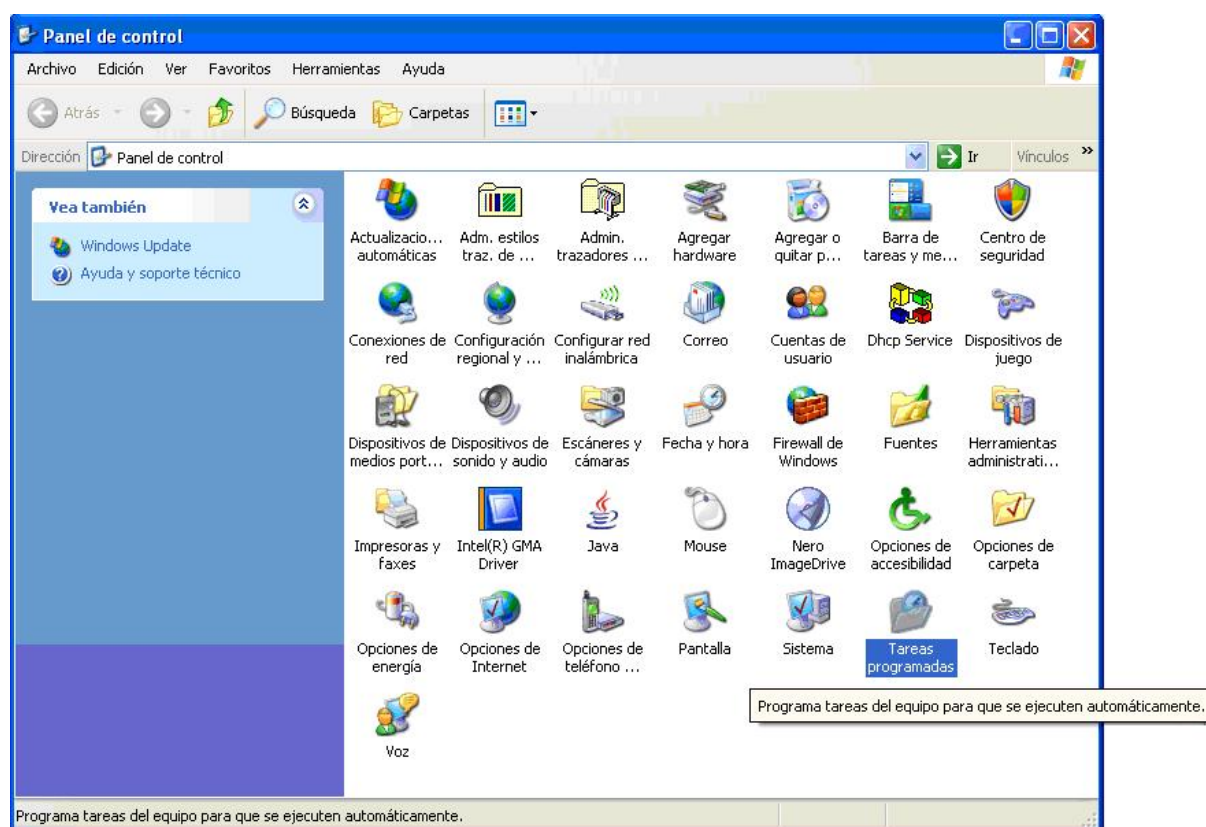 Panel de control
Archivo Edición Ver Favoritos Herramientas Ayuda
Atrás Búsqueda Carpetas
Dirección Panel de control Ir Vínculos »
Vea también
Windows Update
Ayuda y soporte técnico
Actualizacio... Adm. estilos Admin. Agregar Agregar o Barra de Centro de
automáticas traz. de ... trazadores ... hardware quitar p... tareas y me... seguridad
Conexiones de Configuración Configurar red Correo Cuentas de Dhcp Service Dispositivos de
red regional y ... inalámbrica usuario juego
Dispositivos de Dispositivos de Escáneres y Fecha y hora Firewall de Fuentes Herramientas
medios port... sonido y audio cámaras Windows administrati...
Impresoras y Intel(R) GMA Java Mouse Nero Opciones de Opciones de
faxes Driver ImageDrive accesibilidad carpeta
Opciones de Opciones de Opciones de Pantalla Sistema Tareas Teclado
energía Internet teléfono ... programadas
Programa tareas del equipo para que se ejecuten automáticamente.
Voz
Programa tareas del equipo para que se ejecuten automáticamente.